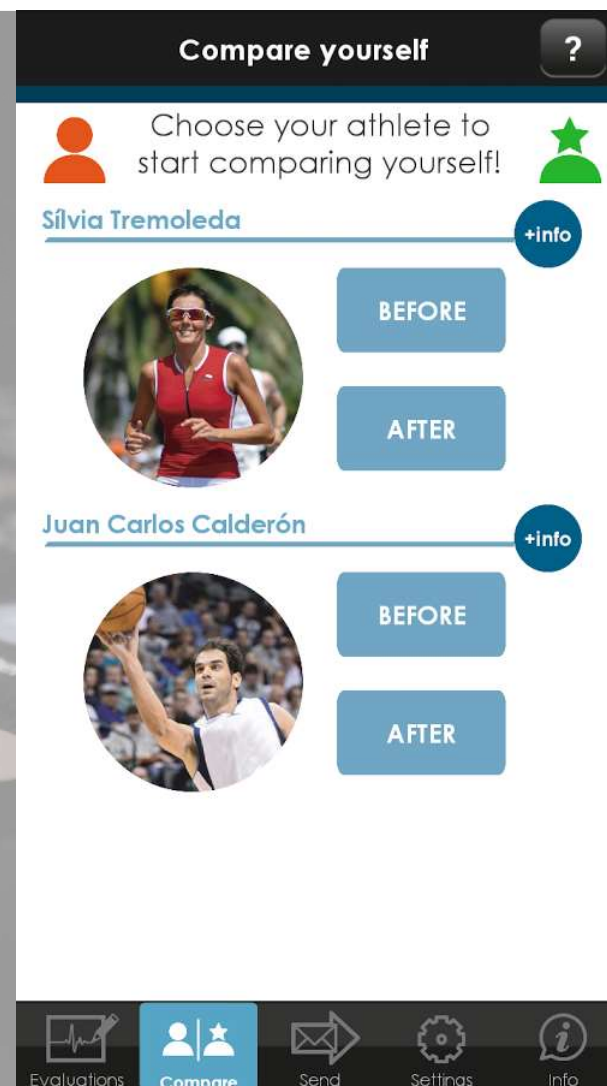 Compare yourself
?
Choose your athlete to
start comparing yourself!
Sílvia Tremoleda
+info
BEFORE
AFTER
Juan Carlos Calderón
+info
BEFORE
AFTER
Evaluations
Compare
Send
Settings
Info